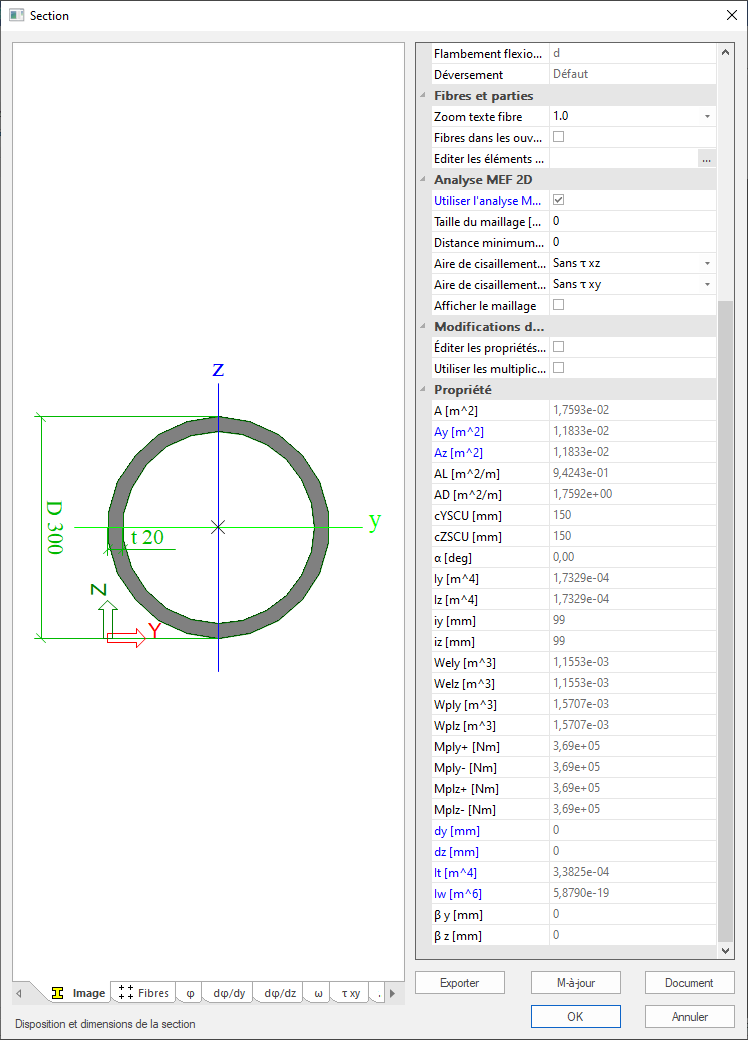 Section
z
y
D 300
t 20
Z
Y
Image
Fibres
φ
dφ/dy
dφ/dz
ω
τ xy
.
Disposition et dimensions de la section
Flambement flexio... d
Déversement Défaut
Fibres et parties
Zoom texte fibre 1.0
Fibres dans les ouv...
Editer les éléments ... ...
Analyse MEF 2D
Utiliser l'analyse M...
Taille du maillage [... 0
Distance minimum... 0
Aire de cisaillement... Sans τ xz
Aire de cisaillement... Sans τ xy
Afficher le maillage
Modifications d...
Éditer les propriétés...
Utiliser les multiplic...
Propriété
A [m^2] 1,7593e-02
Ay [m^2] 1,1833e-02
Az [m^2] 1,1833e-02
AL [m^2/m] 9,4243e-01
AD [m^2/m] 1,7592e+00
cYSCU [mm] 150
cZSCU [mm] 150
α [deg] 0,00
Iy [m^4] 1,7329e-04
Iz [m^4] 1,7329e-04
iy [mm] 99
iz [mm] 99
Wely [m^3] 1,1553e-03
Welz [m^3] 1,1553e-03
Wply [m^3] 1,5707e-03
Wplz [m^3] 1,5707e-03
Mply+ [Nm] 3,69e+05
Mply- [Nm] 3,69e+05
Mplz+ [Nm] 3,69e+05
Mplz- [Nm] 3,69e+05
dy [mm] 0
dz [mm] 0
It [m^4] 3,3825e-04
Iw [m^6] 5,8790e-19
β y [mm] 0
β z [mm] 0
Exporter
M-à-jour
Document
OK
Annuler